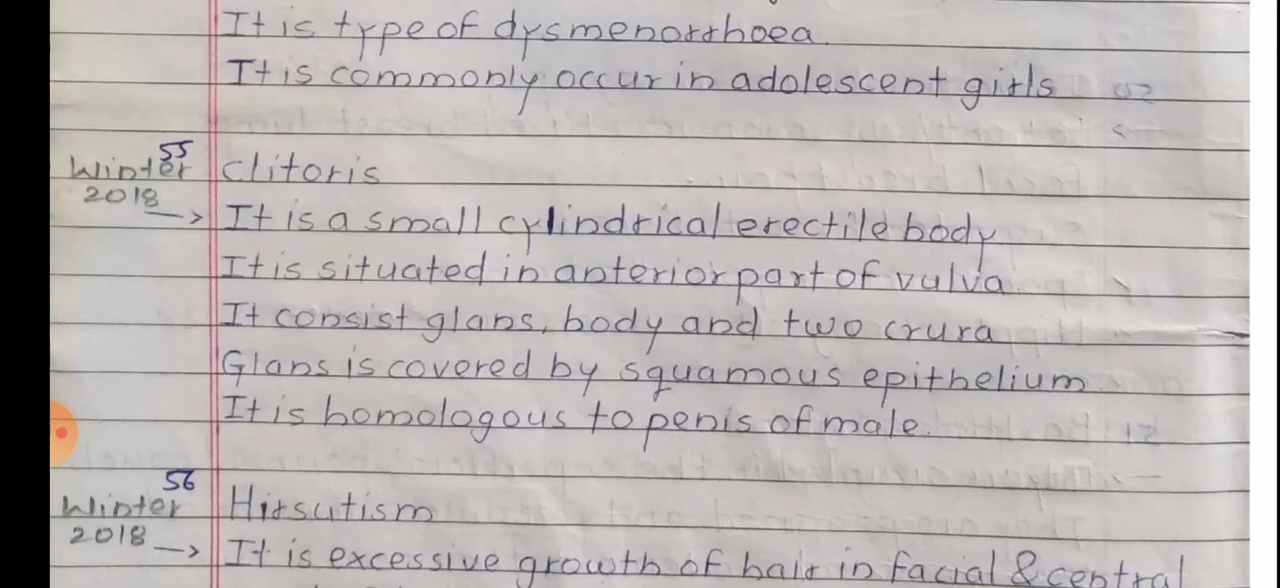 It is type of dysmenorrhoea.
It is commonly occur in adolescent girls
55
Winter Clitoris
2018 → It is a small cylindrical erectile body
It is situated in anterior part of vulva.
It consist glans, body and two crura
Glans is covered by squamous epithelium.
It is homologous to penis of male.
56
Winter Hirsutism
2018 → It is excessive growth of hair in facial & central